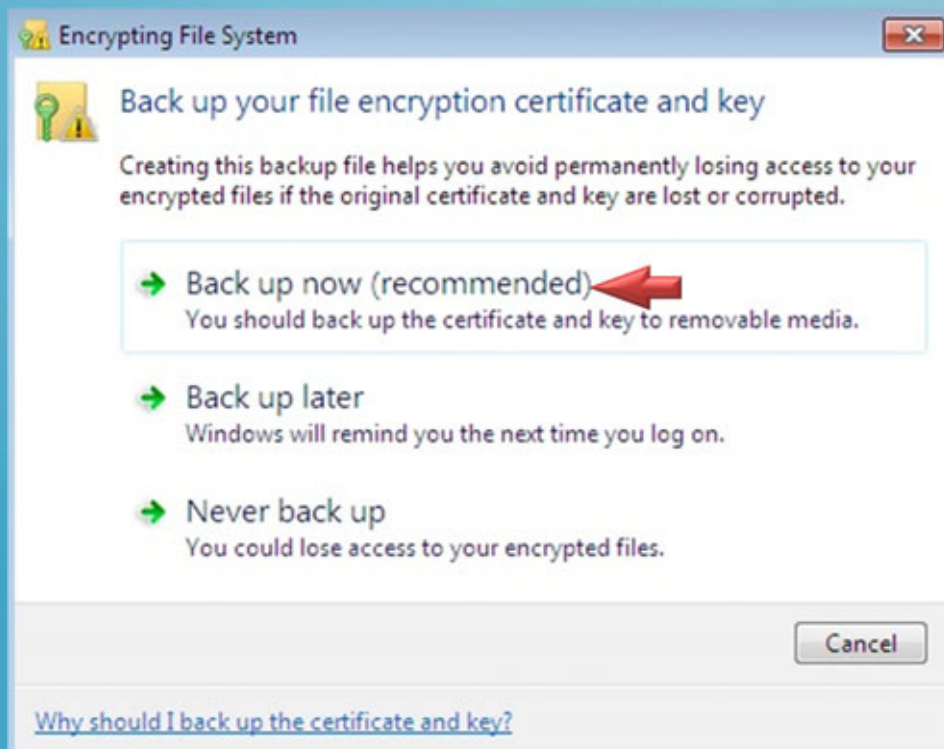 Encrypting File System
Back up your file encryption certificate and key
Creating this backup file helps you avoid permanently losing access to your
encrypted files if the original certificate and key are lost or corrupted.
Back up now (recommended)
You should back up the certificate and key to removable media.
Back up later
Windows will remind you the next time you log on.
Never back up
You could lose access to your encrypted files.
Cancel
Why should I back up the certificate and key?